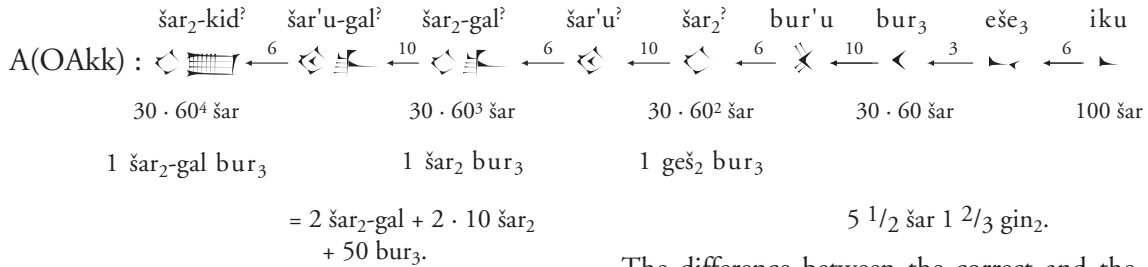 šar₂-kid? šar'u-gal? šar₂-gal? šar'u? šar₂? bur'u bur₃ eše₃ iku
A(OAkk) : 6 10 6 10 6 10 3 6
30 · 60⁴ šar 30 · 60³ šar 30 · 60² šar 30 · 60 šar 100 šar
1 šar₂-gal bur₃ 1 šar₂ bur₃ 1 geš₂ bur₃
= 2 šar₂-gal + 2 · 10 šar₂
+ 50 bur₃.
5 1/2 šar 1 2/3 gin₂.
The difference between the correct and the